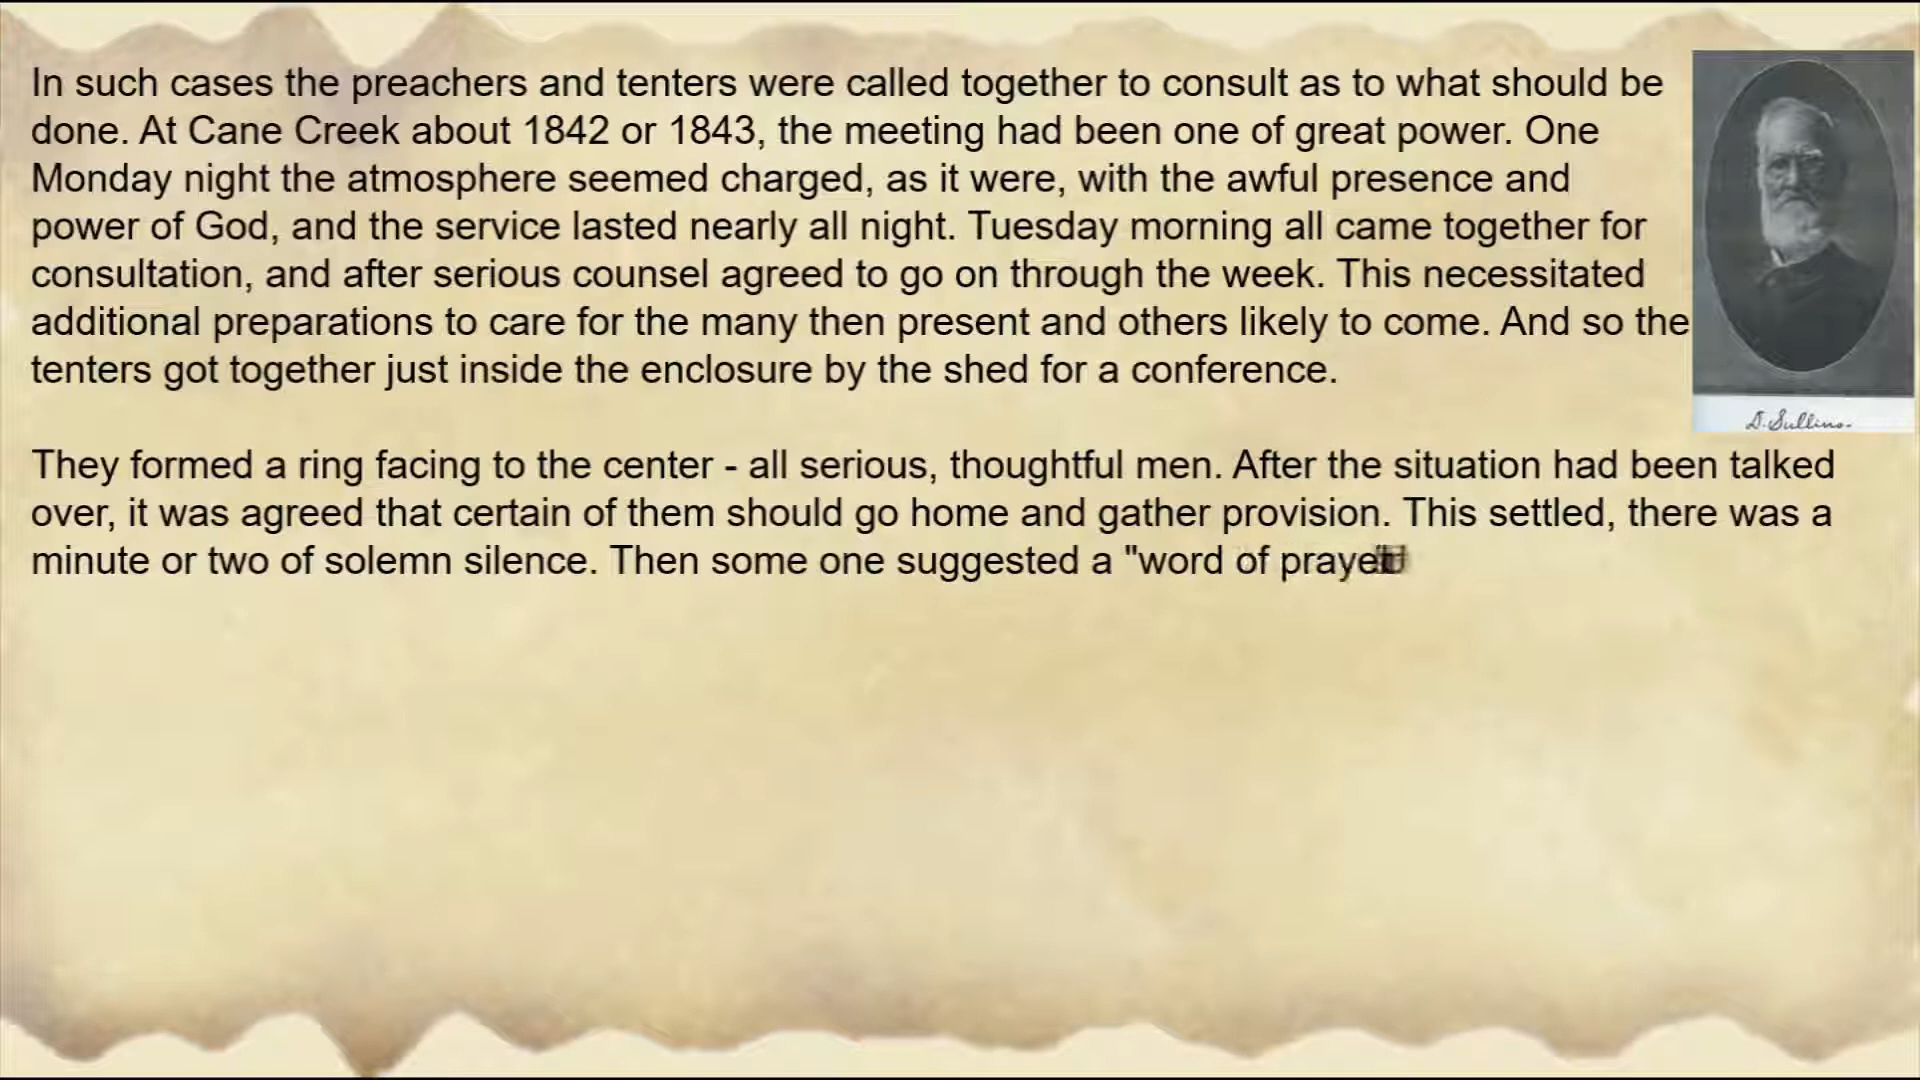 In such cases the preachers and tenters were called together to consult as to what should be
done. At Cane Creek about 1842 or 1843, the meeting had been one of great power. One
Monday night the atmosphere seemed charged, as it were, with the awful presence and
power of God, and the service lasted nearly all night. Tuesday morning all came together for
consultation, and after serious counsel agreed to go on through the week. This necessitated
additional preparations to care for the many then present and others likely to come. And so the
tenters got together just inside the enclosure by the shed for a conference.
D. Sullins.
They formed a ring facing to the center - all serious, thoughtful men. After the situation had been talked
over, it was agreed that certain of them should go home and gather provision. This settled, there was a
minute or two of solemn silence. Then some one suggested a "word of